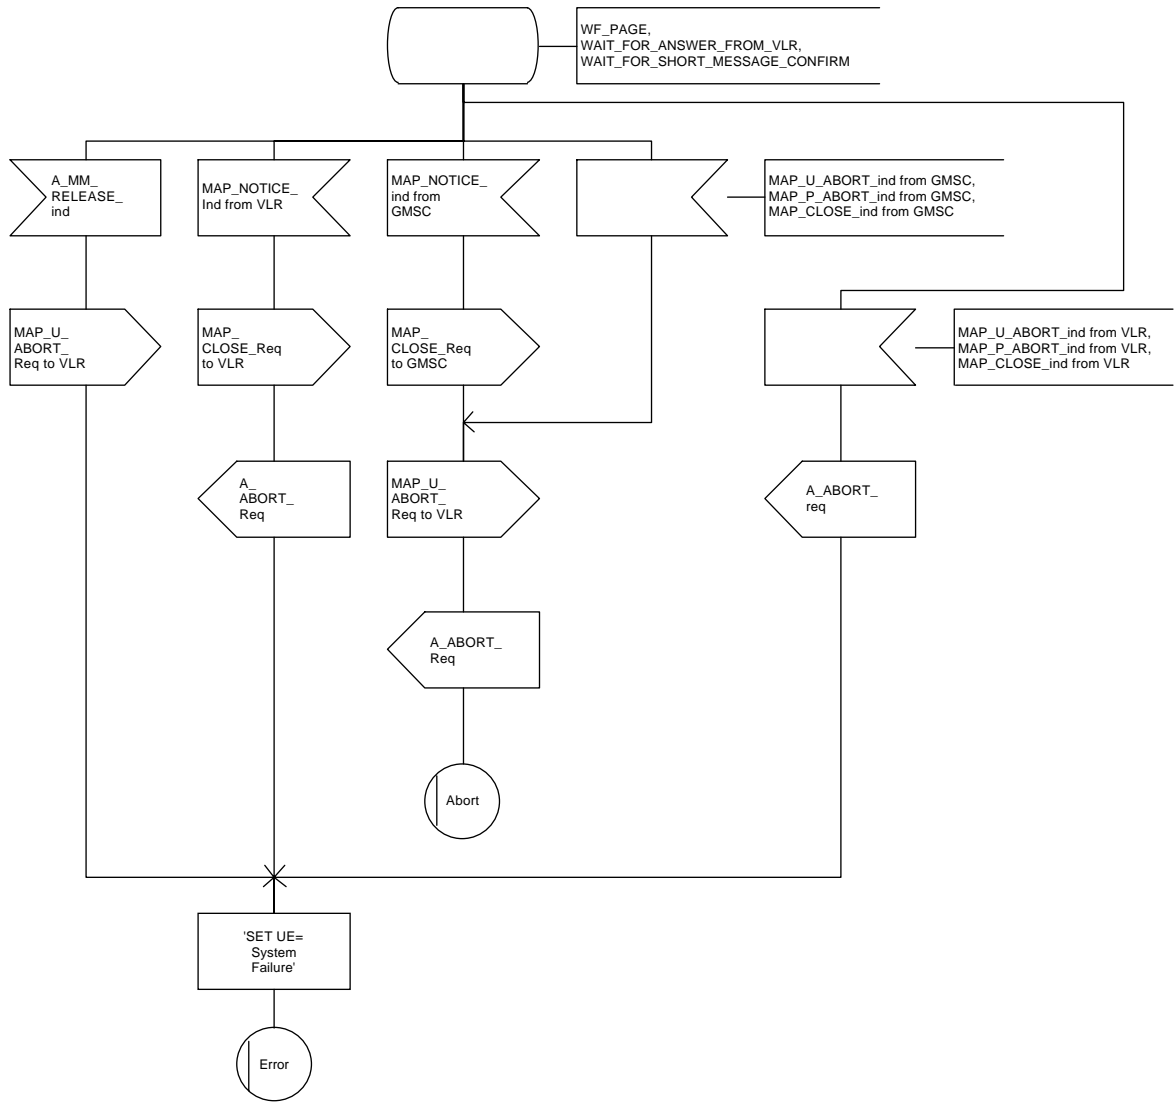 WF_PAGE,
WAIT_FOR_ANSWER_FROM_VLR,
WAIT_FOR_SHORT_MESSAGE_CONFIRM
A_MM_
RELEASE_
ind
MAP_NOTICE_
Ind from VLR
MAP_NOTICE_
ind from
GMSC
MAP_U_ABORT_ind from GMSC,
MAP_P_ABORT_ind from GMSC,
MAP_CLOSE_ind from GMSC
MAP_U_
ABORT_
Req to VLR
MAP_
CLOSE_Req
to VLR
MAP_
CLOSE_Req
to GMSC
MAP_U_ABORT_ind from VLR,
MAP_P_ABORT_ind from VLR,
MAP_CLOSE_ind from VLR
A_
ABORT_
Req
MAP_U_
ABORT_
Req to VLR
A_ABORT_
req
A_ABORT_
Req
Abort
'SET UE=
System
Failure'
Error